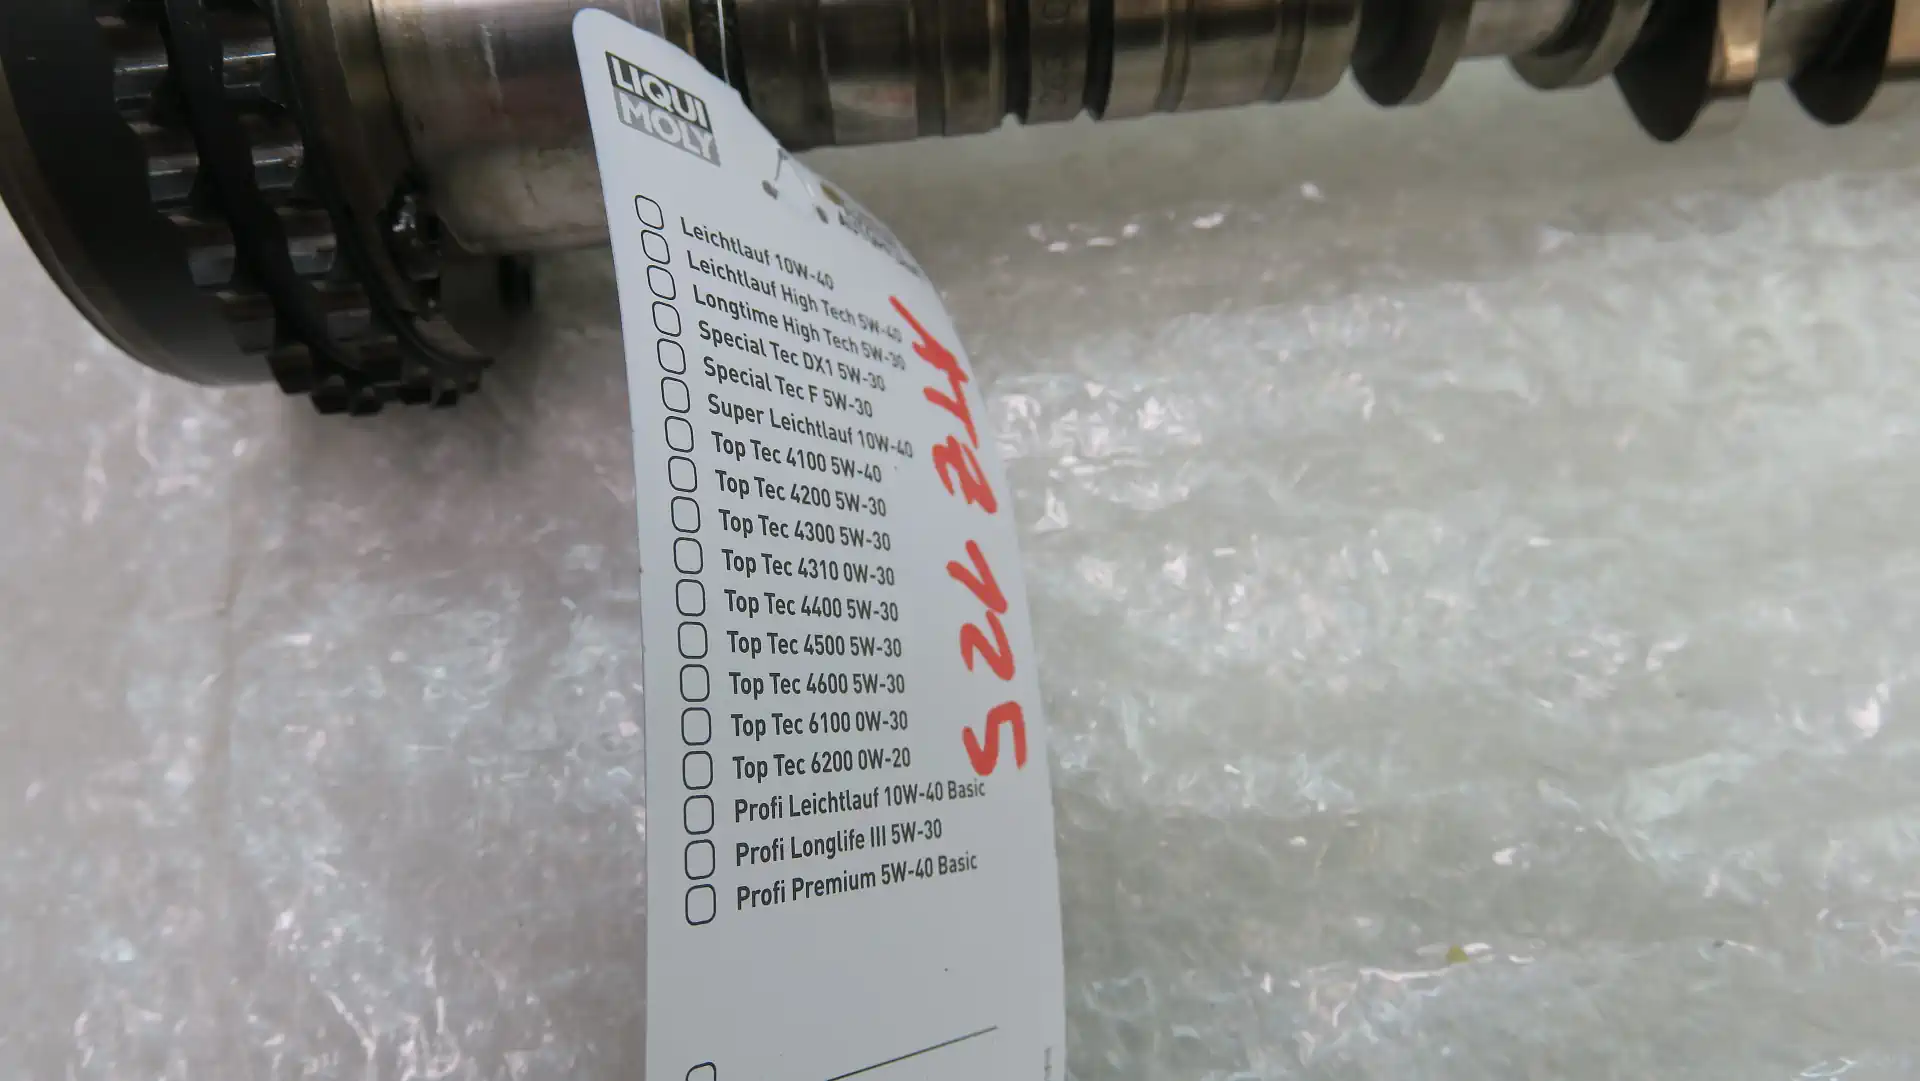 LIQUI
MOLY
Leichtlauf 10W-40
Leichtlauf High Tech 5W-40
Longtime High Tech 5W-30
Special Tec DX1 5W-30
Special Tec F 5W-30
Super Leichtlauf 10W-40
Top Tec 4100 5W-40
Top Tec 4200 5W-30
Top Tec 4300 5W-30
Top Tec 4310 0W-30
Top Tec 4400 5W-30
Top Tec 4500 5W-30
Top Tec 4600 5W-30
Top Tec 6100 0W-30
Top Tec 6200 0W-20
Profi Leichtlauf 10W-40 Basic
Profi Longlife III 5W-30
Profi Premium 5W-40 Basic
125